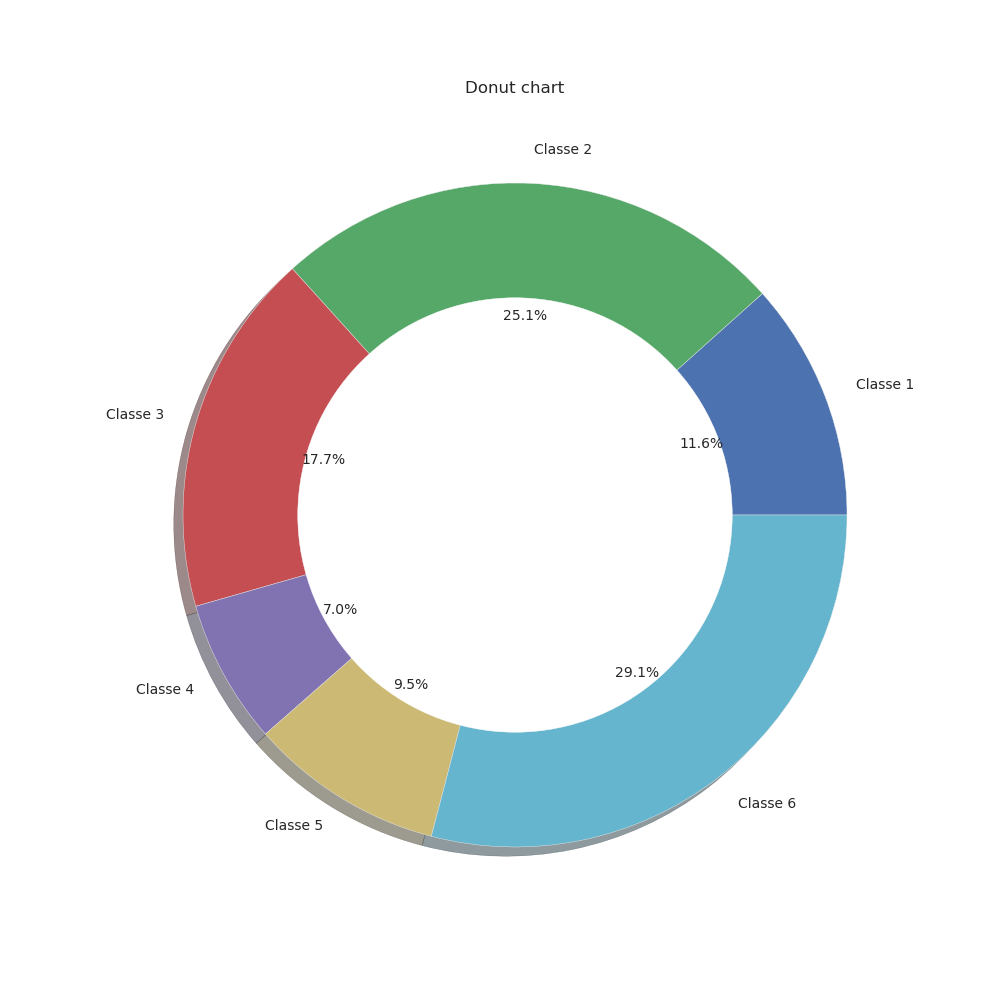 Donut chart
Classe 2
25.1%
Classe 1
11.6%
Classe 3
17.7%
7.0%
Classe 4
9.5%
29.1%
Classe 5
Classe 6